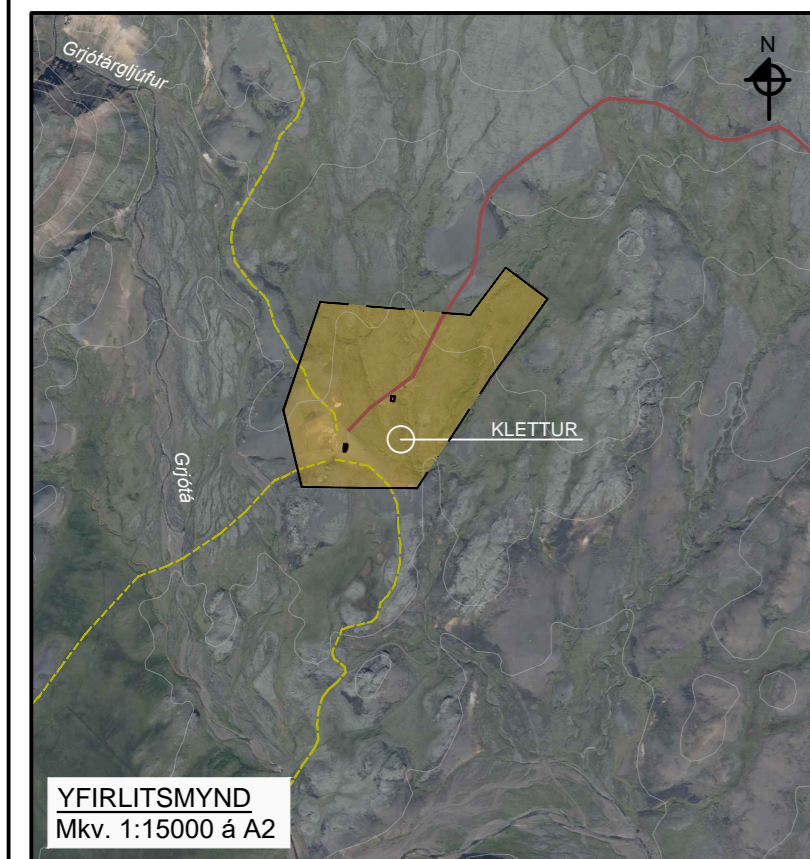 Grjótárgljúfur
N
KLETTUR
Grjótá
YFIRLITSMYND
Mkv. 1:15000 á A2